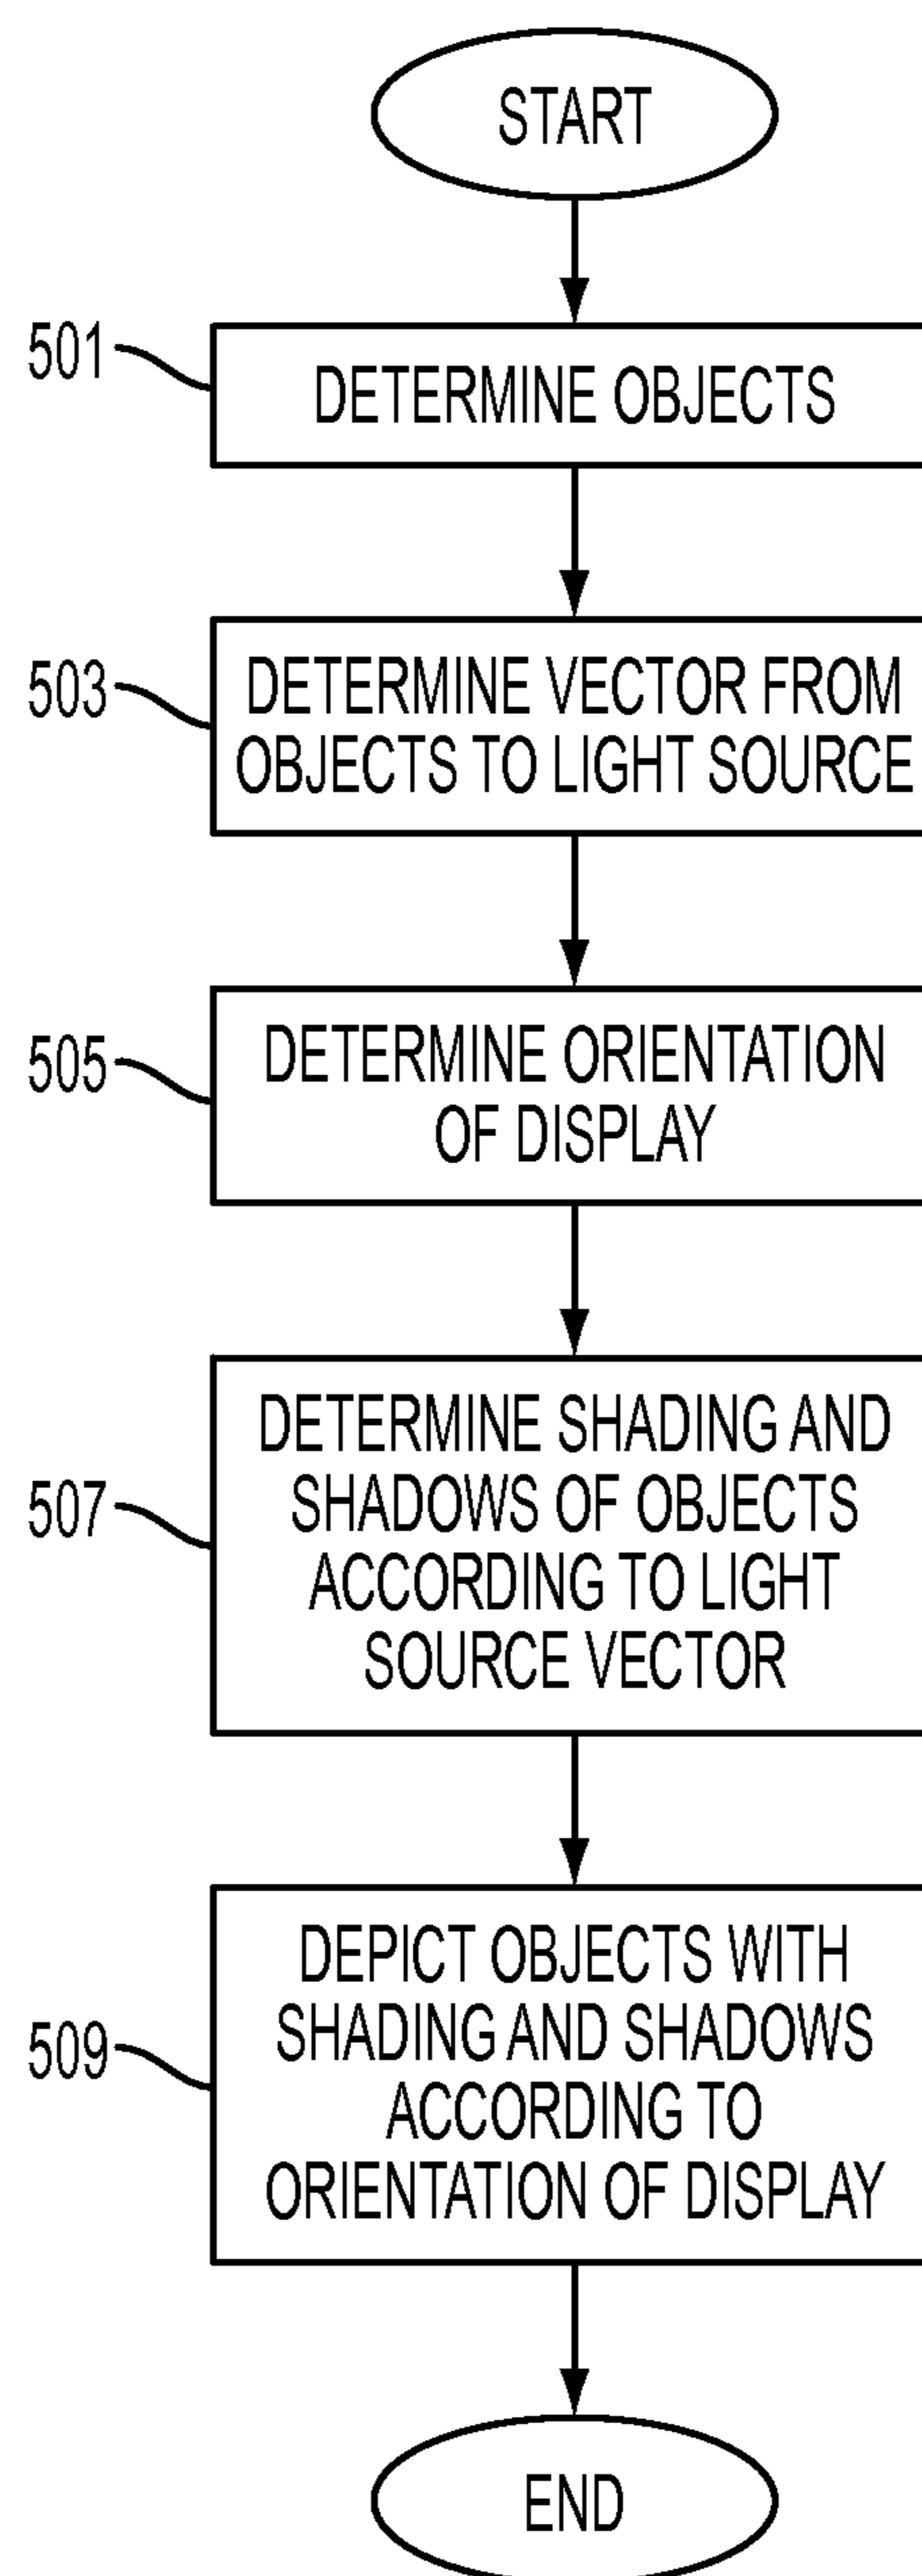 START
501
DETERMINE OBJECTS
503
DETERMINE VECTOR FROM
OBJECTS TO LIGHT SOURCE
505
DETERMINE ORIENTATION
OF DISPLAY
507
DETERMINE SHADING AND
SHADOWS OF OBJECTS
ACCORDING TO LIGHT
SOURCE VECTOR
509
DEPICT OBJECTS WITH
SHADING AND SHADOWS
ACCORDING TO
ORIENTATION OF DISPLAY
END